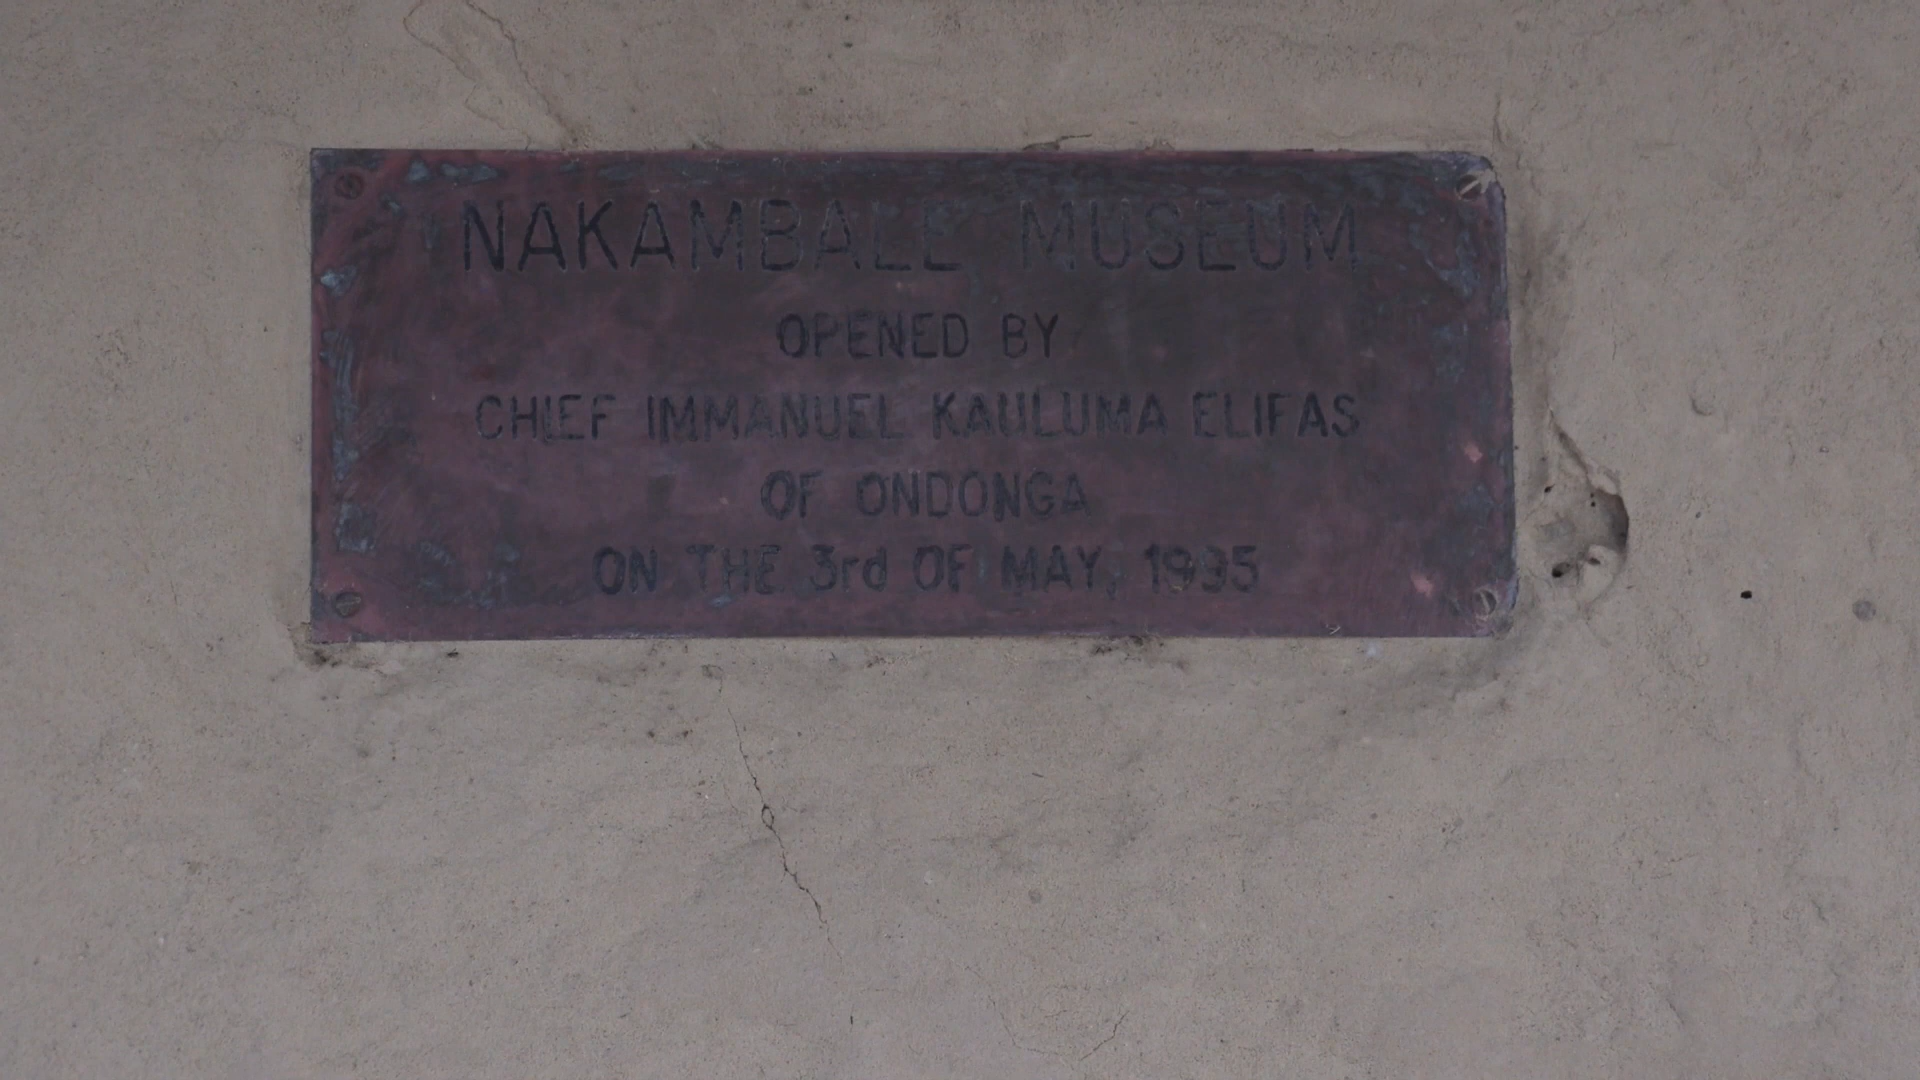 NAKAMBALE MUSEUM
OPENED BY
CHIEF IMMANUEL KAULUMA ELIFAS
OF ONDONGA
ON THE 3rd OF MAY, 1995